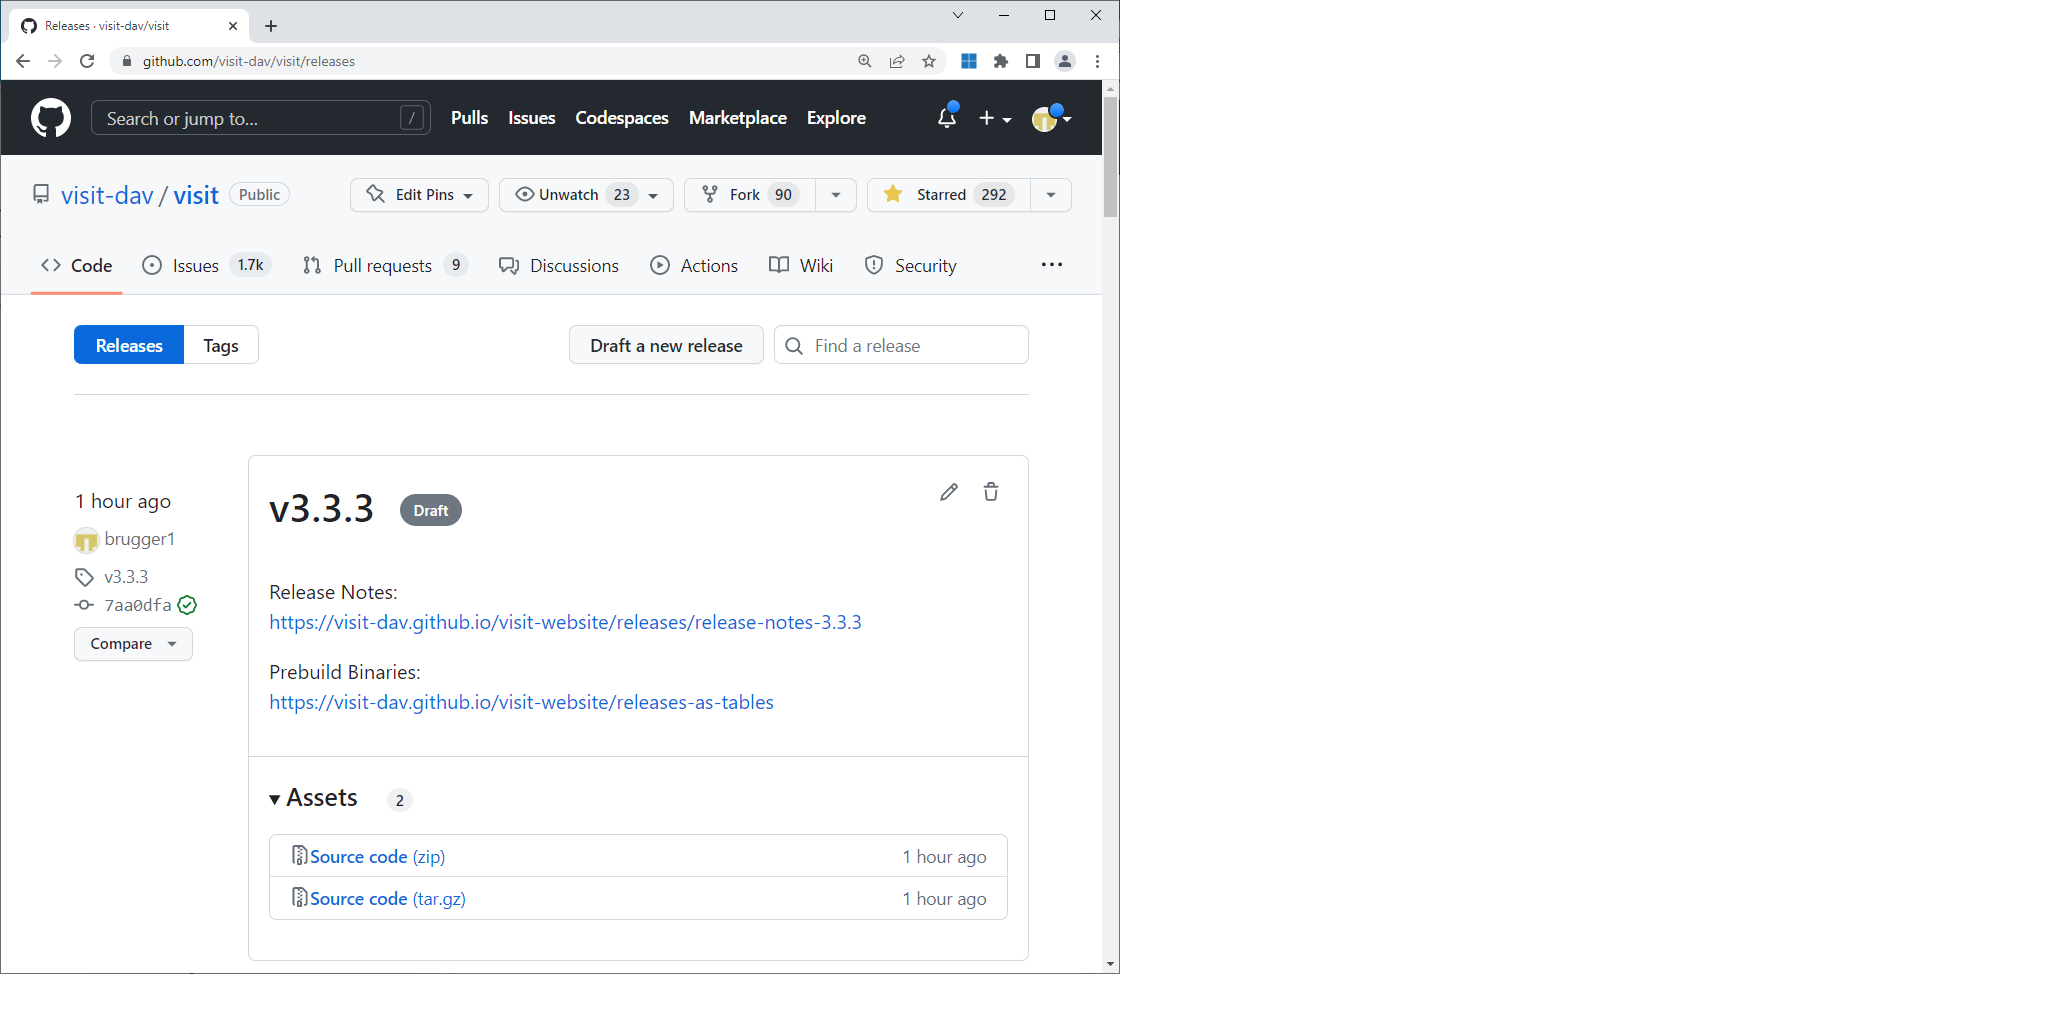 Releases · visit-dav/visit
github.com/visit-dav/visit/releases
Search or jump to... /
Pulls Issues Codespaces Marketplace Explore
visit-dav / visit Public
Edit Pins Unwatch 23 Fork 90 Starred 292
Code Issues 1.7k Pull requests 9 Discussions Actions Wiki Security
Releases Tags Draft a new release Find a release
v3.3.3 Draft
1 hour ago
brugger1
v3.3.3
7aa0dfa
Compare
Release Notes:
https://visit-dav.github.io/visit-website/releases/release-notes-3.3.3
Prebuild Binaries:
https://visit-dav.github.io/visit-website/releases-as-tables
Assets 2
Source code (zip) 1 hour ago
Source code (tar.gz) 1 hour ago